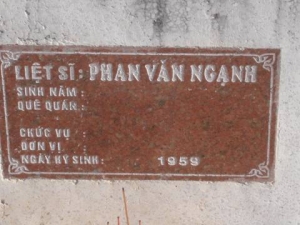 LIỆT SĨ : PHAN VĂN NGẠNH
SINH NĂM :
QUÊ QUÁN :
CHỨC VỤ :
ĐƠN VỊ :
NGÀY HY SINH : 1959